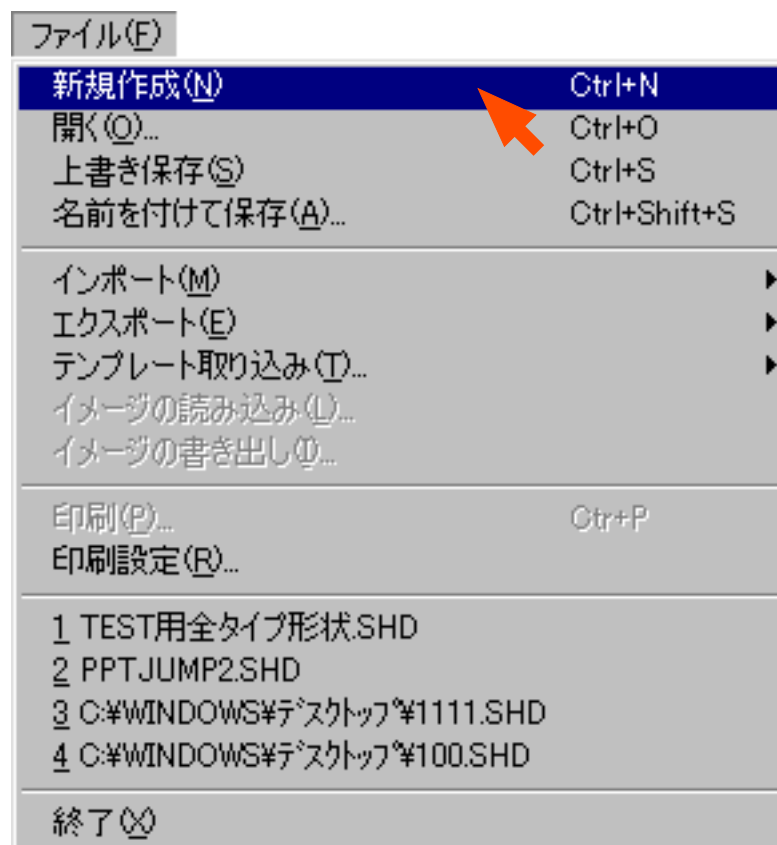 ファイル(F)
新規作成(N) Ctrl+N
開く(O)... Ctrl+O
上書き保存(S) Ctrl+S
名前を付けて保存(A)... Ctrl+Shift+S
インポート(M)
エクスポート(E)
テンプレート取り込み(T)...
イメージの読み込み(L)...
イメージの書き出し(I)...
印刷(P)... Ctr+P
印刷設定(R)...
1 TEST用全タイプ形状.SHD
2 PPTJUMP2.SHD
3 C:¥WINDOWS¥デスクトップ¥1111.SHD
4 C:¥WINDOWS¥デスクトップ¥100.SHD
終了(X)